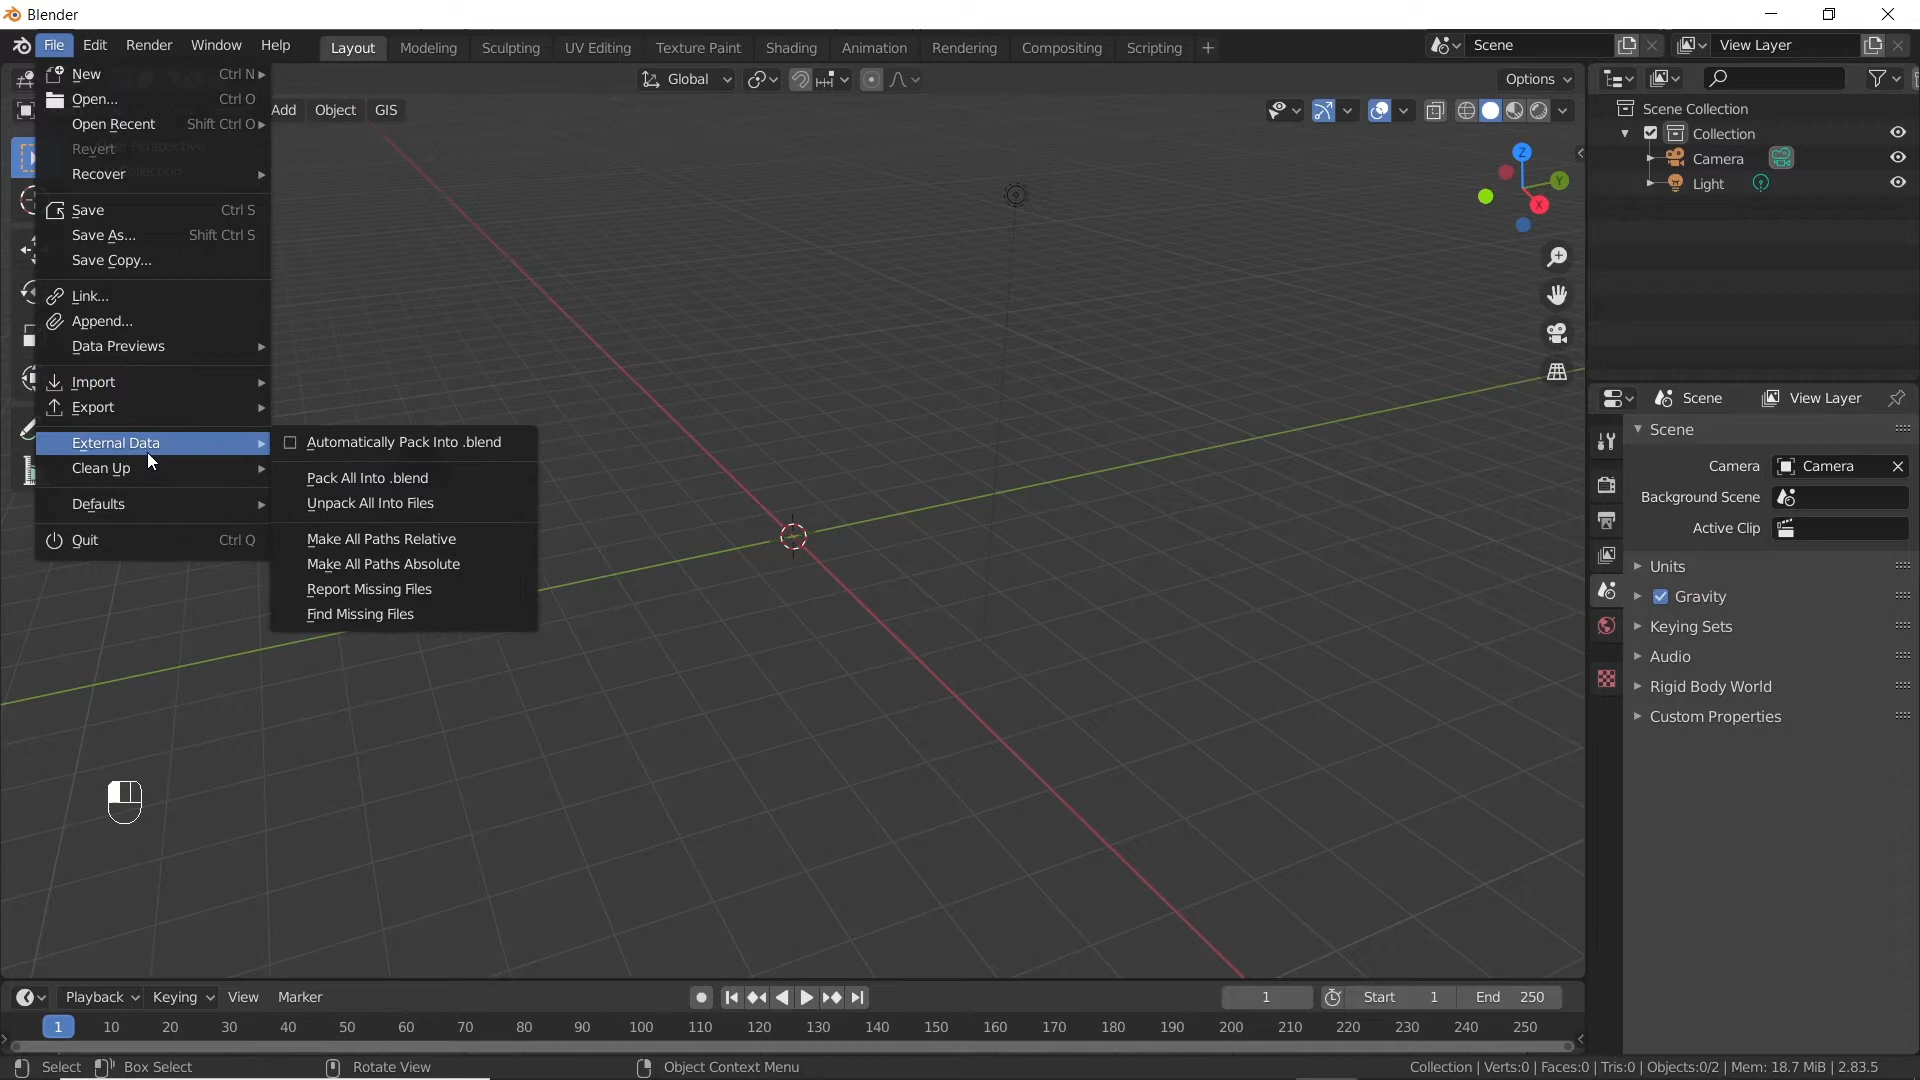 Blender
File Edit Render Window Help Layout Modeling Sculpting UV Editing Texture Paint Shading Animation Rendering Compositing Scripting + Scene View Layer
Global Options
Add Object GIS
New Ctrl N
Open... Ctrl O
Open Recent Shift Ctrl O
Revert
Recover
Save Ctrl S
Save As... Shift Ctrl S
Save Copy...
Link...
Append...
Data Previews
Import
Export
External Data
Clean Up
Defaults
Quit Ctrl Q
Automatically Pack Into .blend
Pack All Into .blend
Unpack All Into Files
Make All Paths Relative
Make All Paths Absolute
Report Missing Files
Find Missing Files
Z
Y
X
Scene Collection
Collection
Camera
Light
Scene View Layer
Scene
Camera Camera
Background Scene
Active Clip
Units
Gravity
Keying Sets
Audio
Rigid Body World
Custom Properties
Playback Keying View Marker 1 Start 1 End 250
1 10 20 30 40 50 60 70 80 90 100 110 120 130 140 150 160 170 180 190 200 210 220 230 240 250
Select Box Select Rotate View Object Context Menu Collection | Verts:0 | Faces:0 | Tris:0 | Objects:0/2 | Mem: 18.7 MiB | 2.83.5